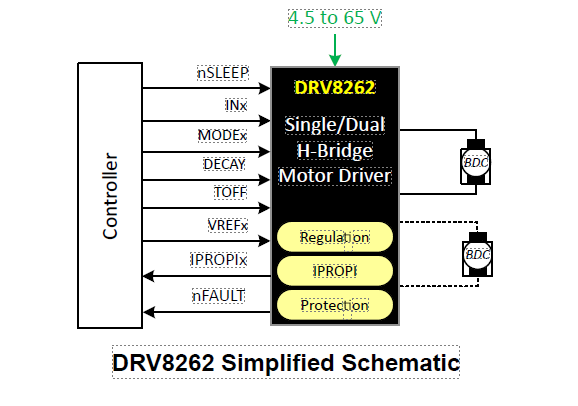 4.5 to 65 V
Controller
nSLEEP
INx
MODEx
DECAY
TOFF
VREFx
IPROPIx
nFAULT
DRV8262
Single/Dual
H-Bridge
Motor Driver
Regulation
IPROPI
Protection
BDC
BDC
DRV8262 Simplified Schematic